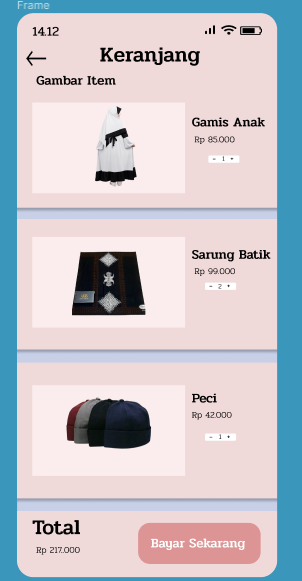 Frame
14.12
Keranjang
Gambar Item
Gamis Anak
Rp 85.000
- 1 +
Sarung Batik
Rp 99.000
- 2 +
Peci
Rp 42.000
- 1 +
Total
Rp 217.000
Bayar Sekarang